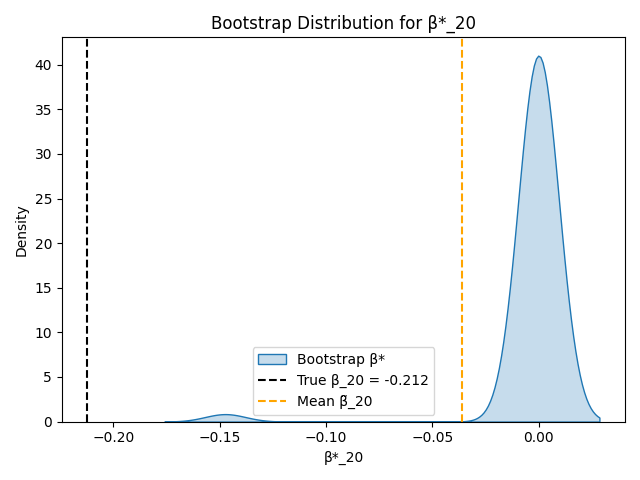 Bootstrap Distribution for β*_20
Density
40
35
30
25
20
15
10
5
0
Bootstrap β*
True β_20 = -0.212
Mean β̂_20
−0.20 −0.15 −0.10 −0.05 0.00
β*_20